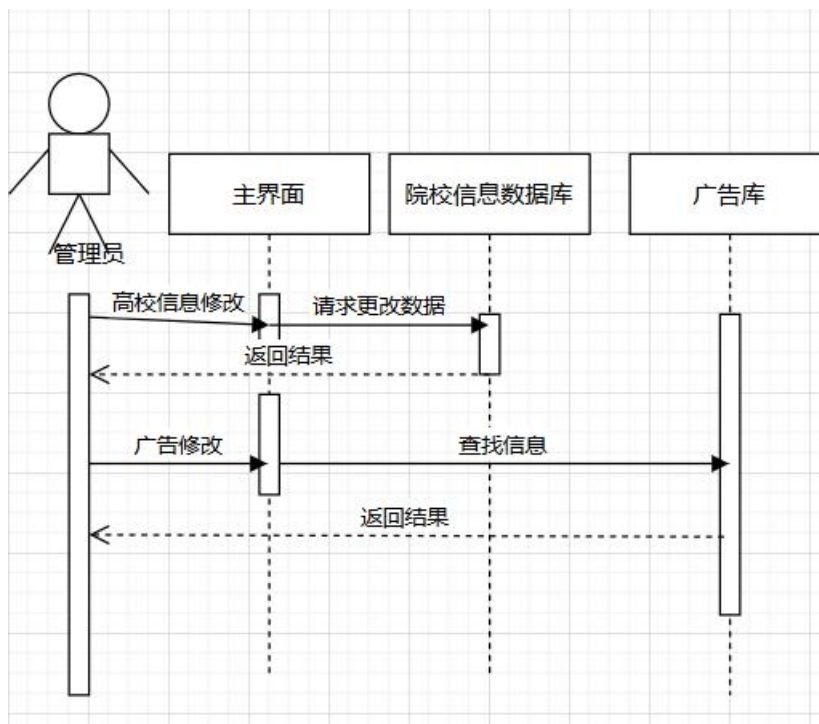 主界面
院校信息数据库
广告库
管理员
高校信息修改
请求更改数据
返回结果
广告修改
查找信息
返回结果